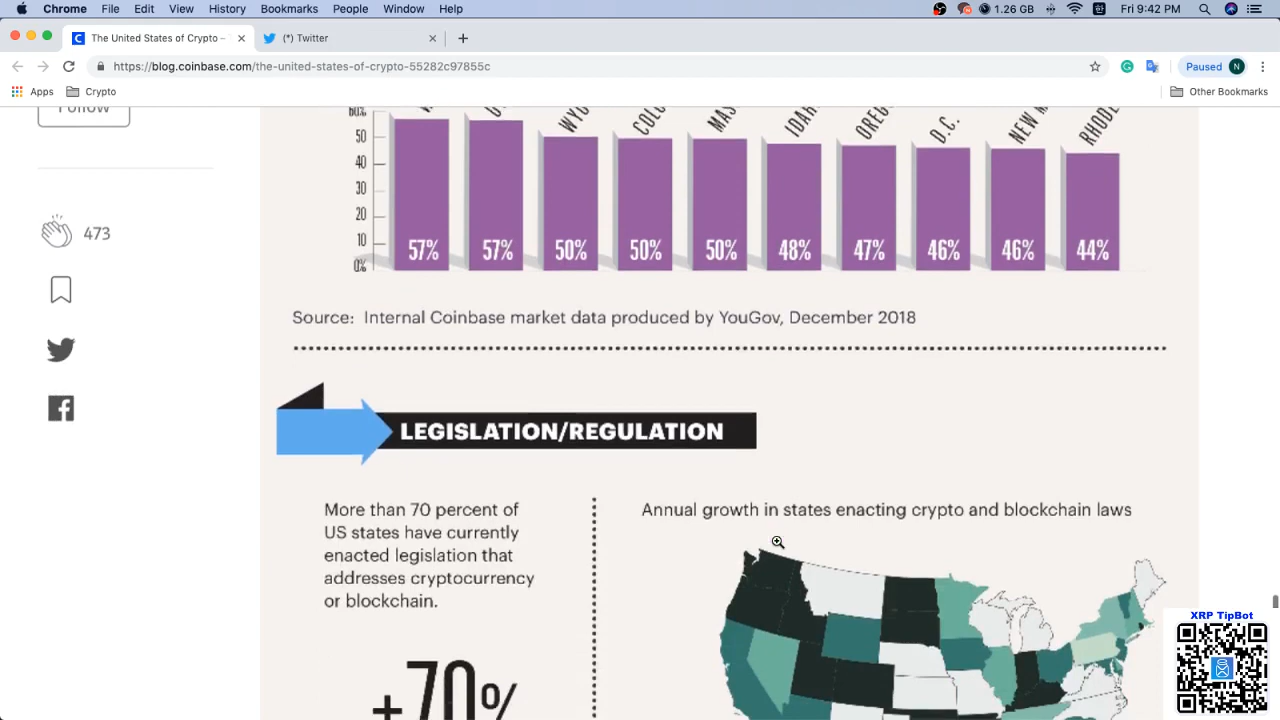 Chrome File Edit View History Bookmarks People Window Help 1.26 GB Fri 9:42 PM
The United States of Crypto – (*) Twitter
https://blog.coinbase.com/the-united-states-of-crypto-55282c97855c Paused N
Apps Crypto Other Bookmarks
Follow
60%
50
40
30
20
10
0%
COLO
MAS
IDAH
OREG
D.C.
NEW M
RHODE
57% 57% 50% 50% 50% 48% 47% 46% 46% 44%
473
Source: Internal Coinbase market data produced by YouGov, December 2018
LEGISLATION/REGULATION
More than 70 percent of
US states have currently
enacted legislation that
addresses cryptocurrency
or blockchain.
+70%
Annual growth in states enacting crypto and blockchain laws
XRP TipBot